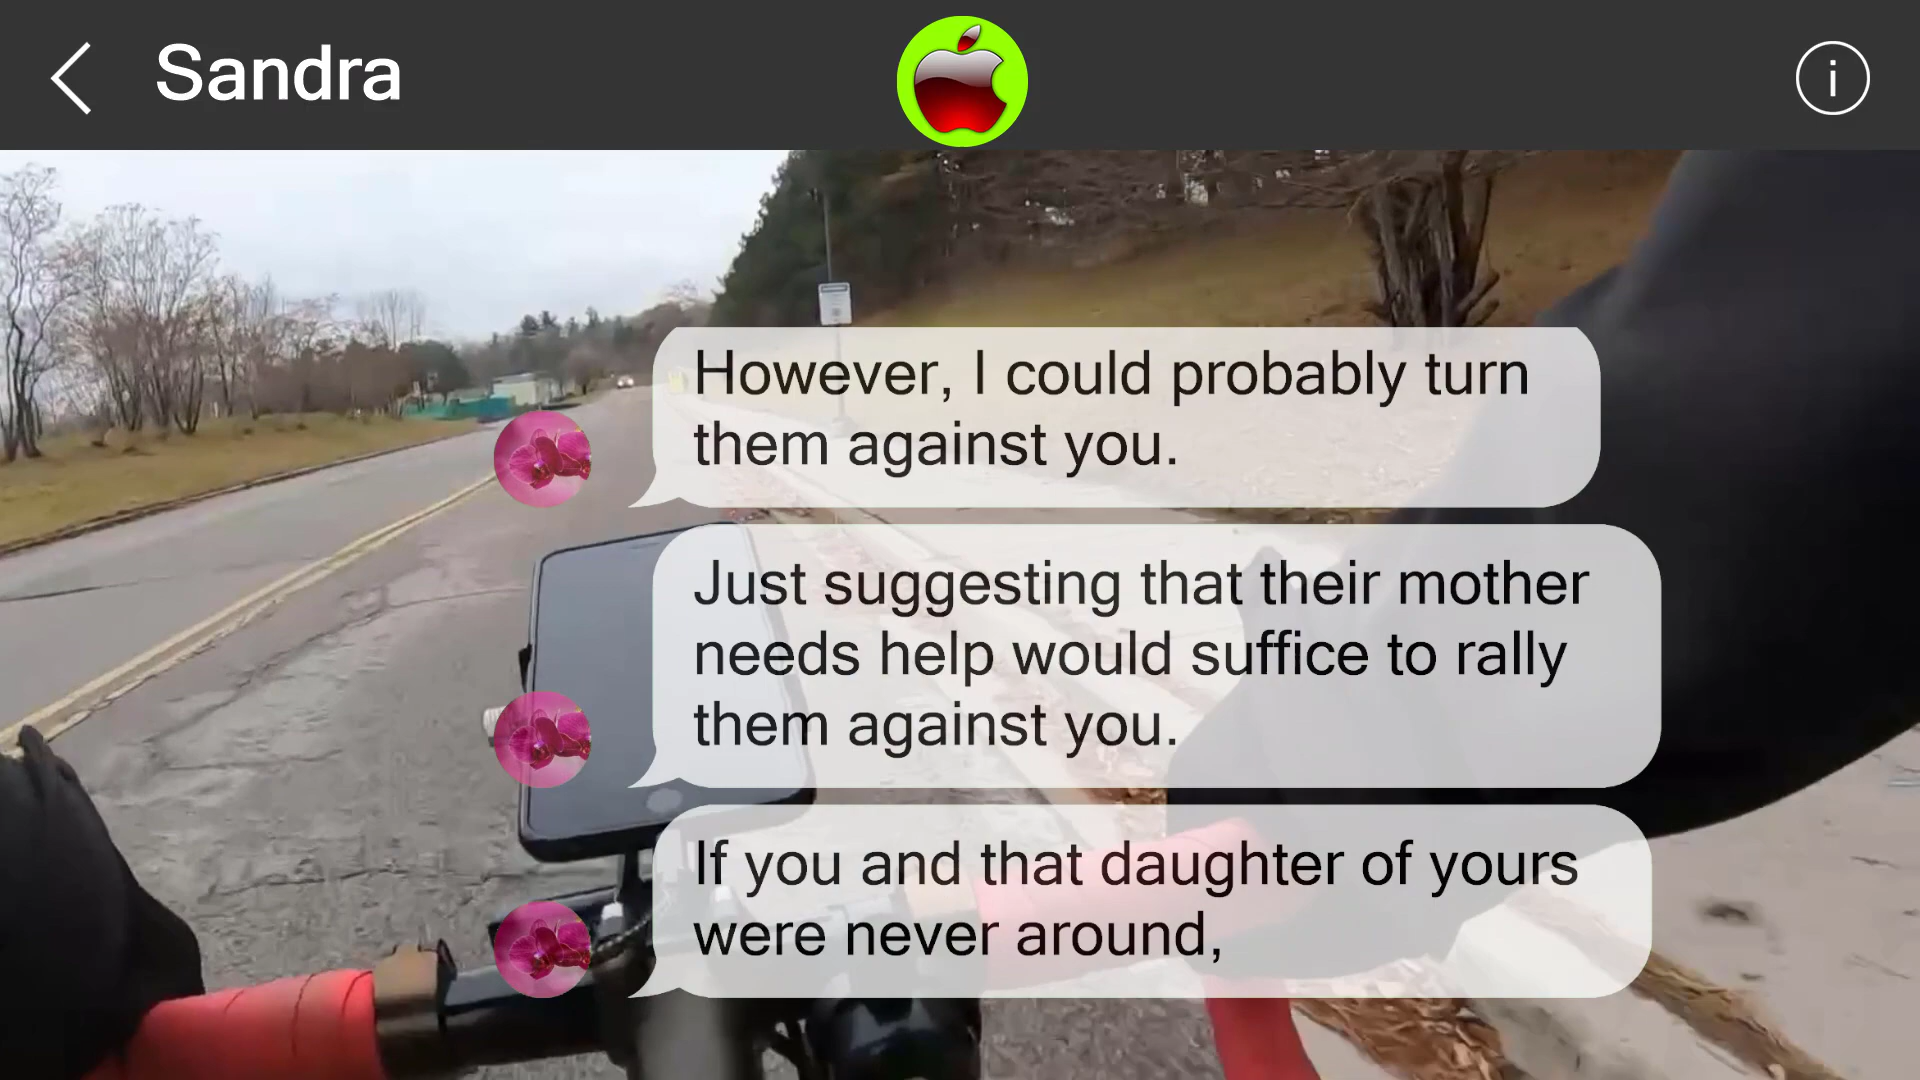 Sandra
i
However, I could probably turn
them against you.
Just suggesting that their mother
needs help would suffice to rally
them against you.
If you and that daughter of yours
were never around,